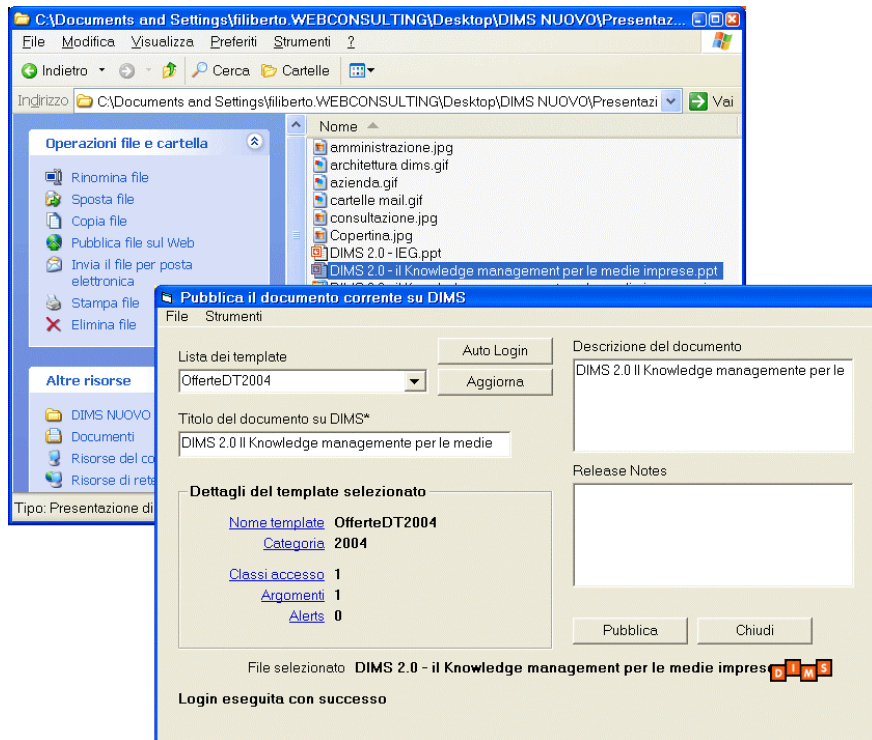 C:\Documents and Settings\filiberto.WEBCONSULTING\Desktop\DIMS NUOVO\Presentaz...
File Modifica Visualizza Preferiti Strumenti ?
Indietro Cerca Cartelle
Indirizzo C:\Documents and Settings\filiberto.WEBCONSULTING\Desktop\DIMS NUOVO\Presentazi Vai
Operazioni file e cartella
Rinomina file
Sposta file
Copia file
Pubblica file sul Web
Invia il file per posta
elettronica
Stampa file
Elimina file
Altre risorse
DIMS NUOVO
Documenti
Risorse del co
Risorse di rete
Tipo: Presentazione di
Nome
amministrazione.jpg
architettura dims.gif
azienda.gif
cartelle mail.gif
consultazione.jpg
Copertina.jpg
DIMS 2.0 - IEG.ppt
DIMS 2.0 - il Knowledge management per le medie imprese.ppt
Pubblica il documento corrente su DIMS
File Strumenti
Lista dei template
OfferteDT2004
Auto Login
Aggiorna
Titolo del documento su DIMS*
DIMS 2.0 Il Knowledge managemente per le medie
Dettagli del template selezionato
Nome template OfferteDT2004
Categoria 2004
Classi accesso 1
Argomenti 1
Alerts 0
Descrizione del documento
DIMS 2.0 Il Knowledge managemente per le
Release Notes
Pubblica Chiudi
File selezionato DIMS 2.0 - il Knowledge management per le medie imprese
DIMS
Login eseguita con successo